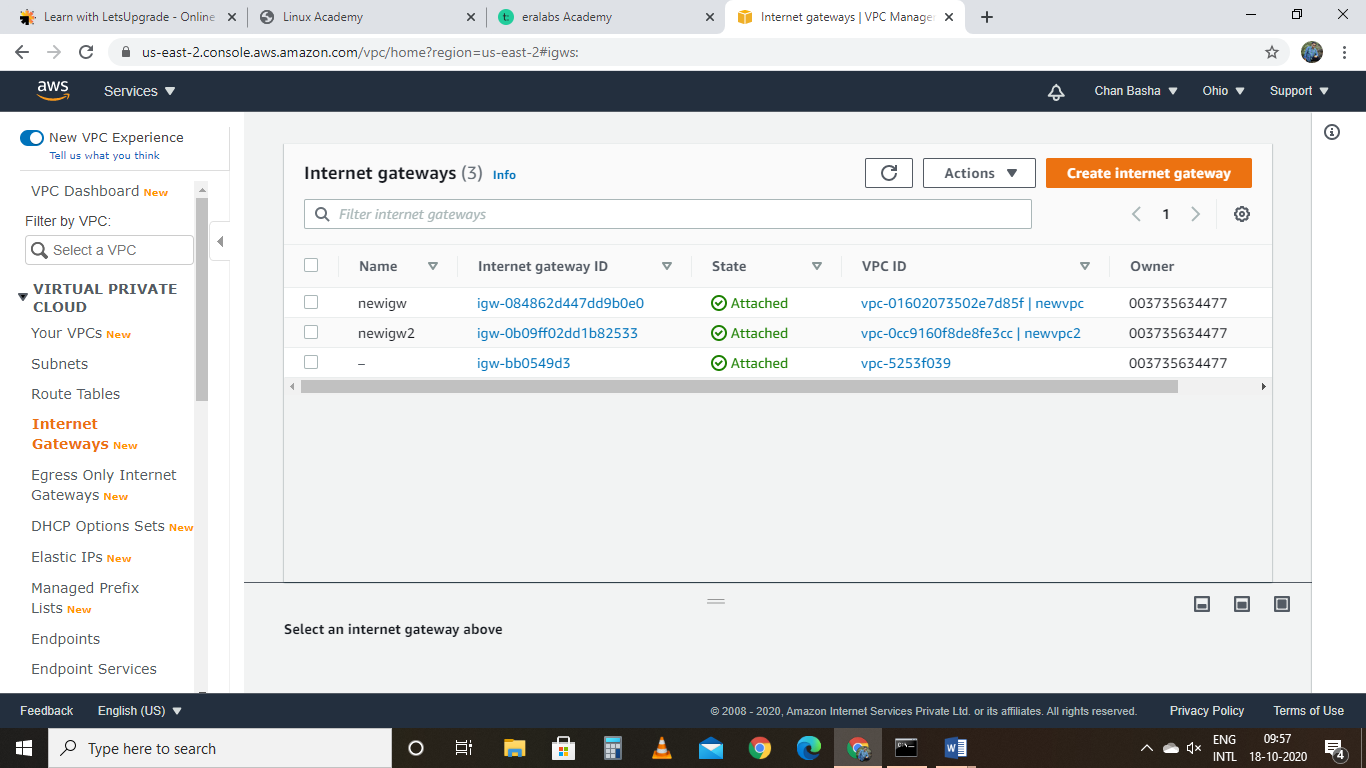 Learn with LetsUpgrade - Online
Linux Academy
eralabs Academy
Internet gateways | VPC Manage
us-east-2.console.aws.amazon.com/vpc/home?region=us-east-2#igws:
aws
Services
Chan Basha
Ohio
Support
New VPC Experience
Tell us what you think
VPC Dashboard New
Filter by VPC:
Select a VPC
VIRTUAL PRIVATE
CLOUD
Your VPCs New
Subnets
Route Tables
Internet
Gateways New
Egress Only Internet
Gateways New
DHCP Options Sets New
Elastic IPs New
Managed Prefix
Lists New
Endpoints
Endpoint Services
Internet gateways (3) Info
Actions
Create internet gateway
Filter internet gateways
1
Name Internet gateway ID State VPC ID Owner
newigw igw-084862d447dd9b0e0 Attached vpc-01602073502e7d85f | newvpc 003735634477
newigw2 igw-0b09ff02dd1b82533 Attached vpc-0cc9160f8de8fe3cc | newvpc2 003735634477
– igw-bb0549d3 Attached vpc-5253f039 003735634477
Select an internet gateway above
Feedback English (US) © 2008 - 2020, Amazon Internet Services Private Ltd. or its affiliates. All rights reserved. Privacy Policy Terms of Use
Type here to search
ENG
INTL
09:57
18-10-2020
4